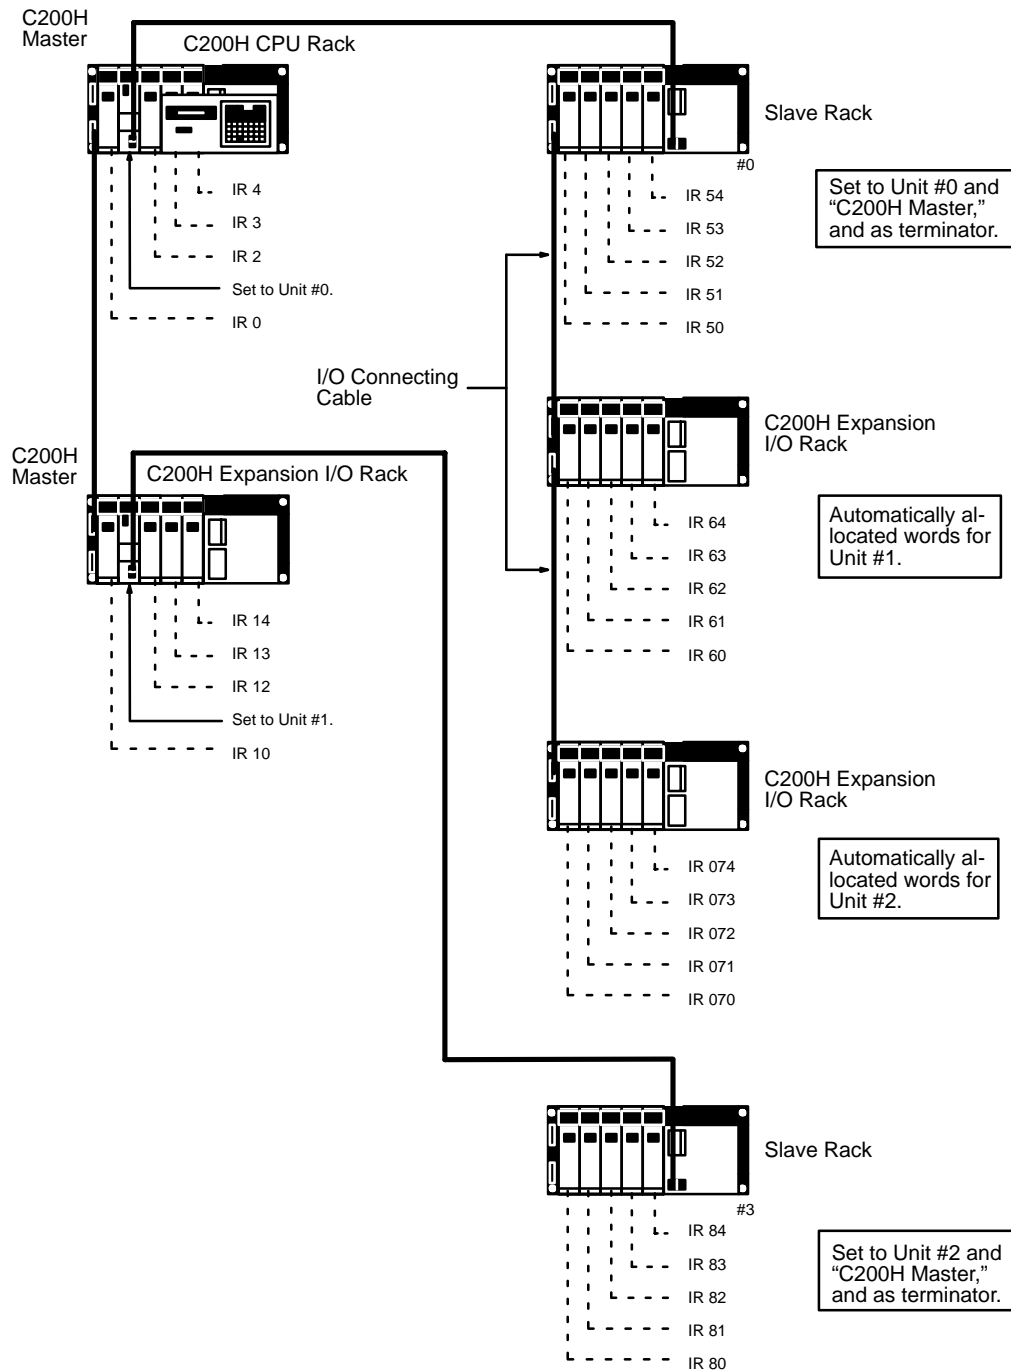 C200H
Master
C200H CPU Rack
IR 4
IR 3
IR 2
Set to Unit #0.
IR 0
Slave Rack
#0
Set to Unit #0 and
“C200H Master,”
and as terminator.
IR 54
IR 53
IR 52
IR 51
IR 50
I/O Connecting
Cable
C200H Expansion
I/O Rack
Automatically al-
located words for
Unit #1.
IR 64
IR 63
IR 62
IR 61
IR 60
C200H
Master
C200H Expansion I/O Rack
IR 14
IR 13
IR 12
Set to Unit #1.
IR 10
C200H Expansion
I/O Rack
Automatically al-
located words for
Unit #2.
IR 074
IR 073
IR 072
IR 071
IR 070
Slave Rack
#3
Set to Unit #2 and
“C200H Master,”
and as terminator.
IR 84
IR 83
IR 82
IR 81
IR 80